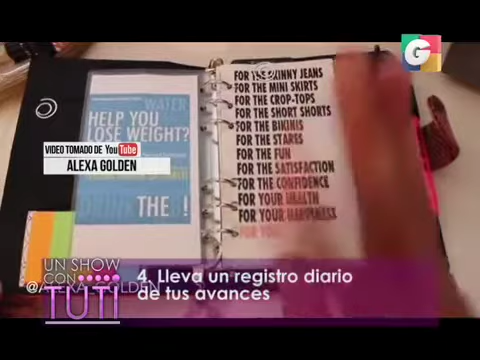 G
WATER
HELP YOU
LOSE WEIGHT?
THE !
FOR THE SKINNY JEANS
FOR THE MINI SKIRTS
FOR THE CROP-TOPS
FOR THE SHORT SHORTS
FOR THE BIKINIS
FOR THE STARES
FOR THE FUN
FOR THE SATISFACTION
FOR THE CONFIDENCE
FOR YOUR HEALTH
FOR YOUR HAPPINESS
FOR YOU
VIDEO TOMADO DE YouTube
ALEXA GOLDEN
@ALEXA_GOLDEN
UN SHOW
CON
TUTI
4. Lleva un registro diario
de tus avances